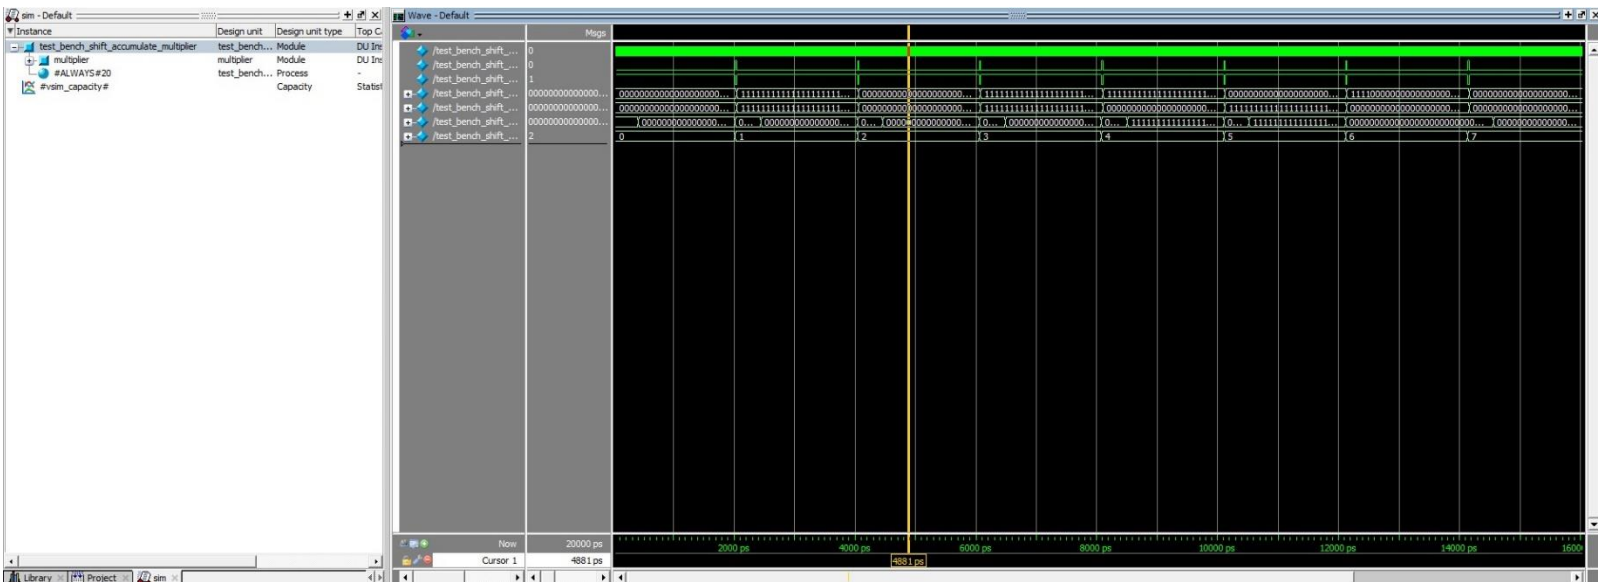 sim - Default
Instance Design unit Design unit type Top C
test_bench_shift_accumulate_multiplier test_bench... Module DU Ins
multiplier multiplier Module DU Ins
#ALWAYS#20 test_bench... Process -
#vsim_capacity# Capacity Statist
Library Project sim
Wave - Default
Msgs
/test_bench_shift_... 0
/test_bench_shift_... 0
/test_bench_shift_... 1
/test_bench_shift_... 00000000000000...
/test_bench_shift_... 00000000000000...
/test_bench_shift_... 00000000000000...
/test_bench_shift_... 2 0 1 2 3 4 5 6 7
Now 20000 ps 2000 ps 4000 ps 6000 ps 8000 ps 10000 ps 12000 ps 14000 ps 1600
Cursor 1 4881 ps 4881 ps